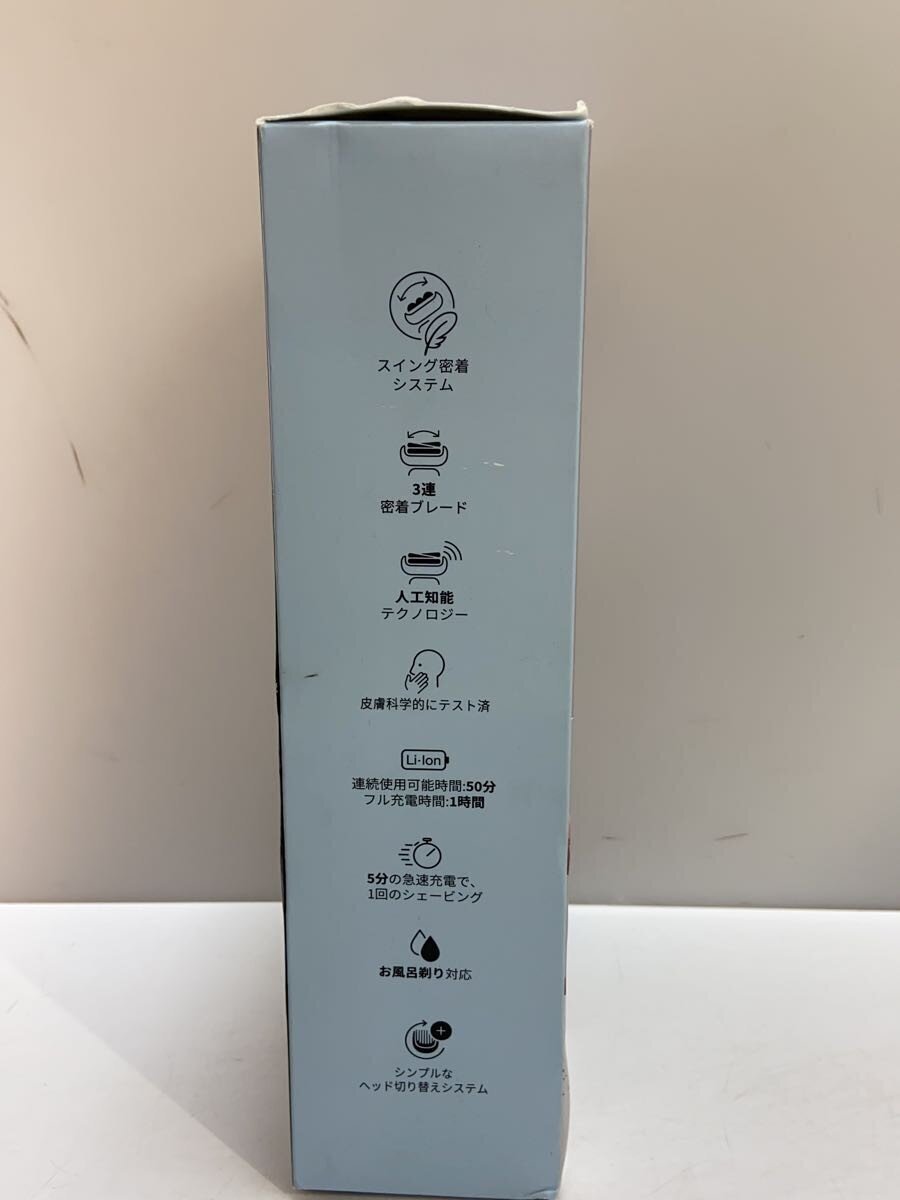 スイング密着
システム
3連
密着ブレード
人工知能
テクノロジー
皮膚科学的にテスト済
Li-Ion
連続使用可能時間:50分
フル充電時間:1時間
5分の急速充電で、
1回のシェービング
お風呂剃り対応
シンプルな
ヘッド切り替えシステム